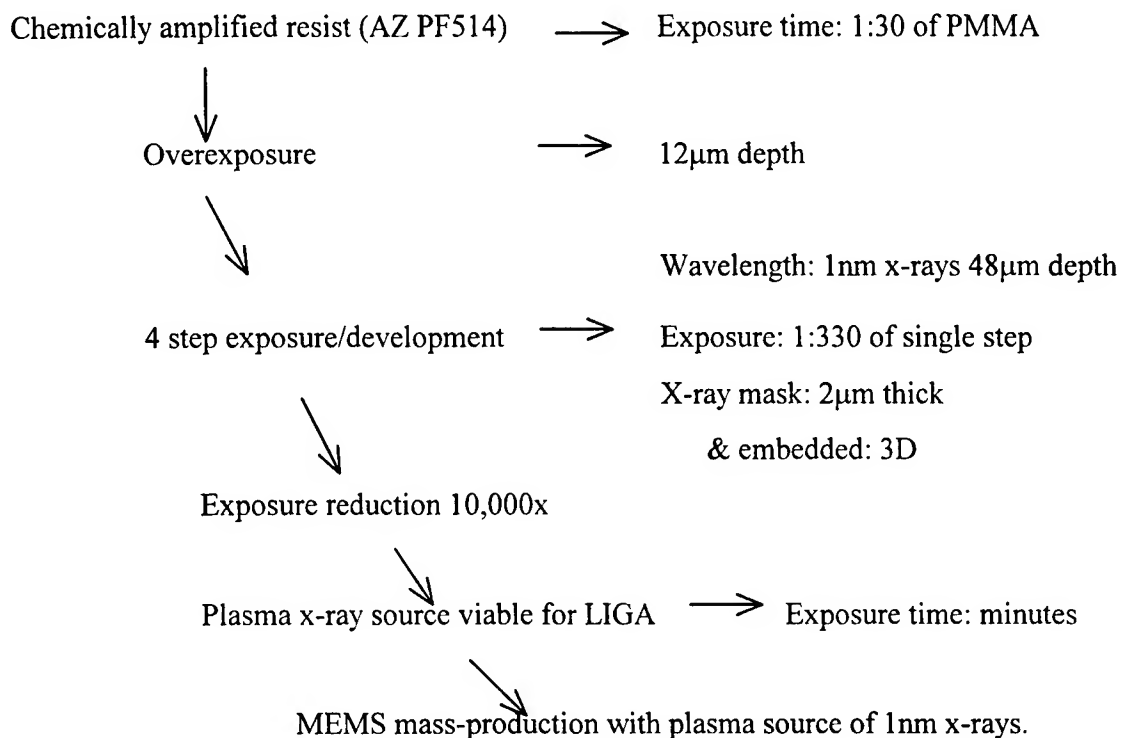 Chemically amplified resist (AZ PF514) → Exposure time: 1:30 of PMMA
Overexposure → 12µm depth
Wavelength: 1nm x-rays 48µm depth
4 step exposure/development → Exposure: 1:330 of single step
X-ray mask: 2µm thick
& embedded: 3D
Exposure reduction 10,000x
Plasma x-ray source viable for LIGA → Exposure time: minutes
MEMS mass-production with plasma source of 1nm x-rays.